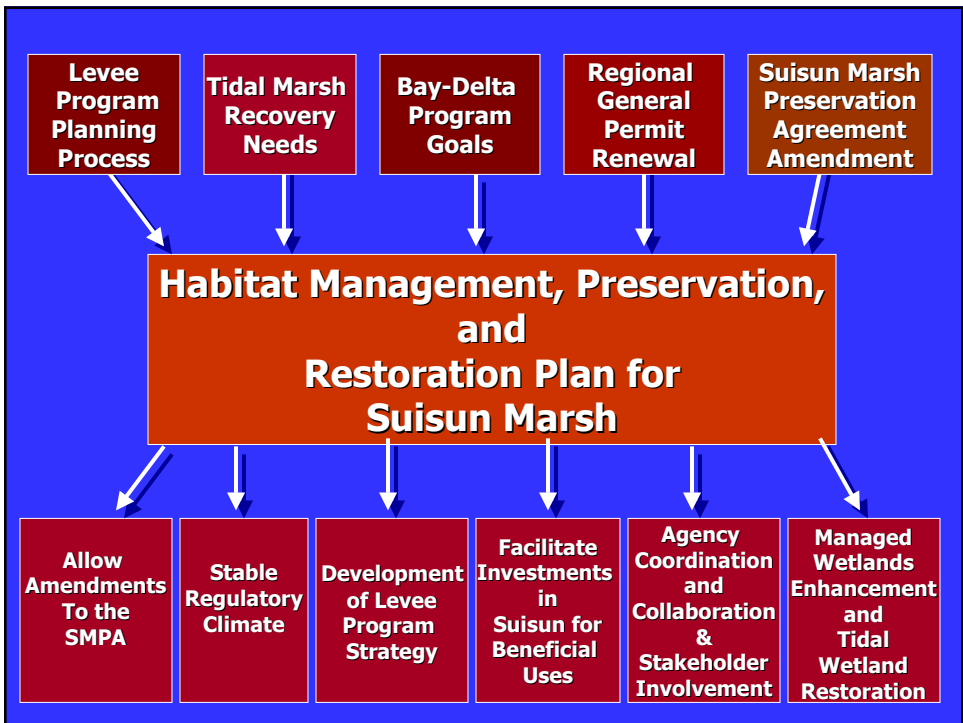 Levee
Program
Planning
Process
Tidal Marsh
Recovery
Needs
Bay-Delta
Program
Goals
Regional
General
Permit
Renewal
Suisun Marsh
Preservation
Agreement
Amendment
Habitat Management, Preservation,
and
Restoration Plan for
Suisun Marsh
Allow
Amendments
To the
SMPA
Stable
Regulatory
Climate
Development
of Levee
Program
Strategy
Facilitate
Investments
in
Suisun for
Beneficial
Uses
Agency
Coordination
and
Collaboration
&
Stakeholder
Involvement
Managed
Wetlands
Enhancement
and
Tidal
Wetland
Restoration